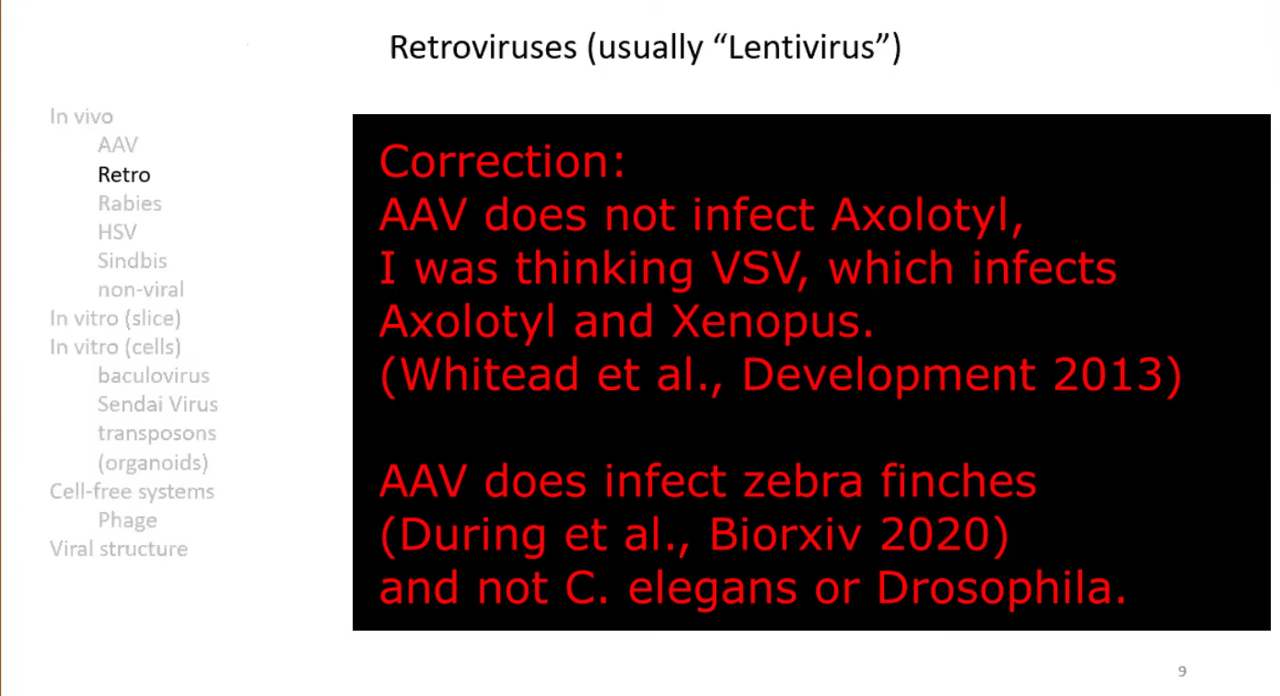 Retroviruses (usually “Lentivirus”)
In vivo
AAV
Retro
Rabies
HSV
Sindbis
non-viral
In vitro (slice)
In vitro (cells)
baculovirus
Sendai Virus
transposons
(organoids)
Cell-free systems
Phage
Viral structure
Correction:
AAV does not infect Axolotyl,
I was thinking VSV, which infects
Axolotyl and Xenopus.
(Whitead et al., Development 2013)
AAV does infect zebra finches
(During et al., Biorxiv 2020)
and not C. elegans or Drosophila.
9